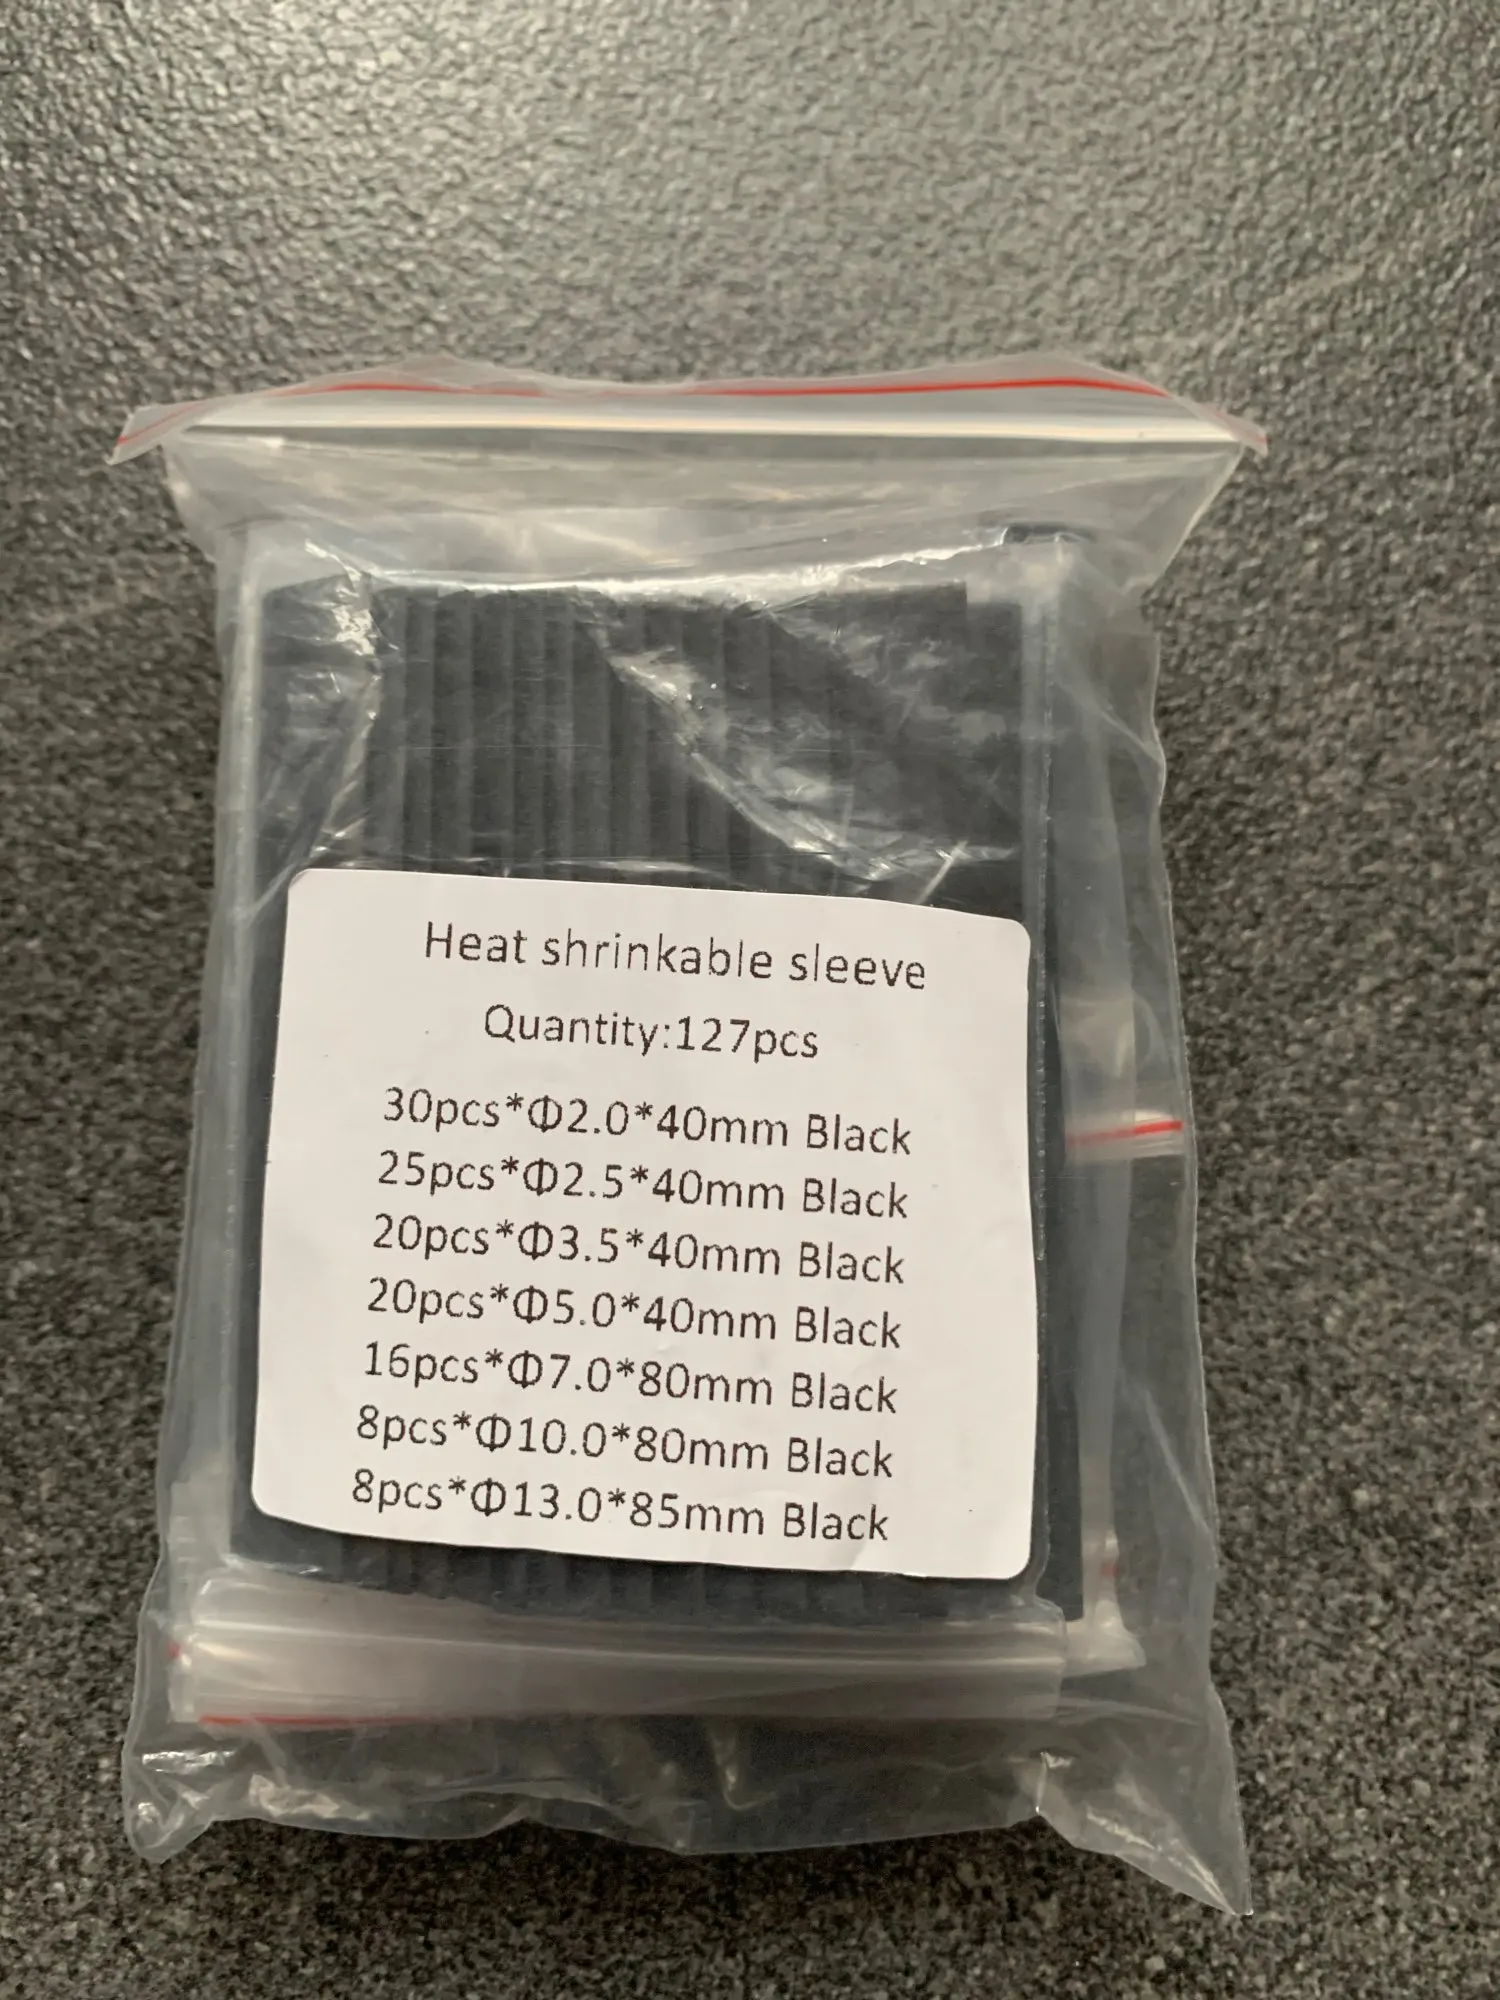 Heat shrinkable sleeve
Quantity:127pcs
30pcs*Φ2.0*40mm Black
25pcs*Φ2.5*40mm Black
20pcs*Φ3.5*40mm Black
20pcs*Φ5.0*40mm Black
16pcs*Φ7.0*80mm Black
8pcs*Φ10.0*80mm Black
8pcs*Φ13.0*85mm Black